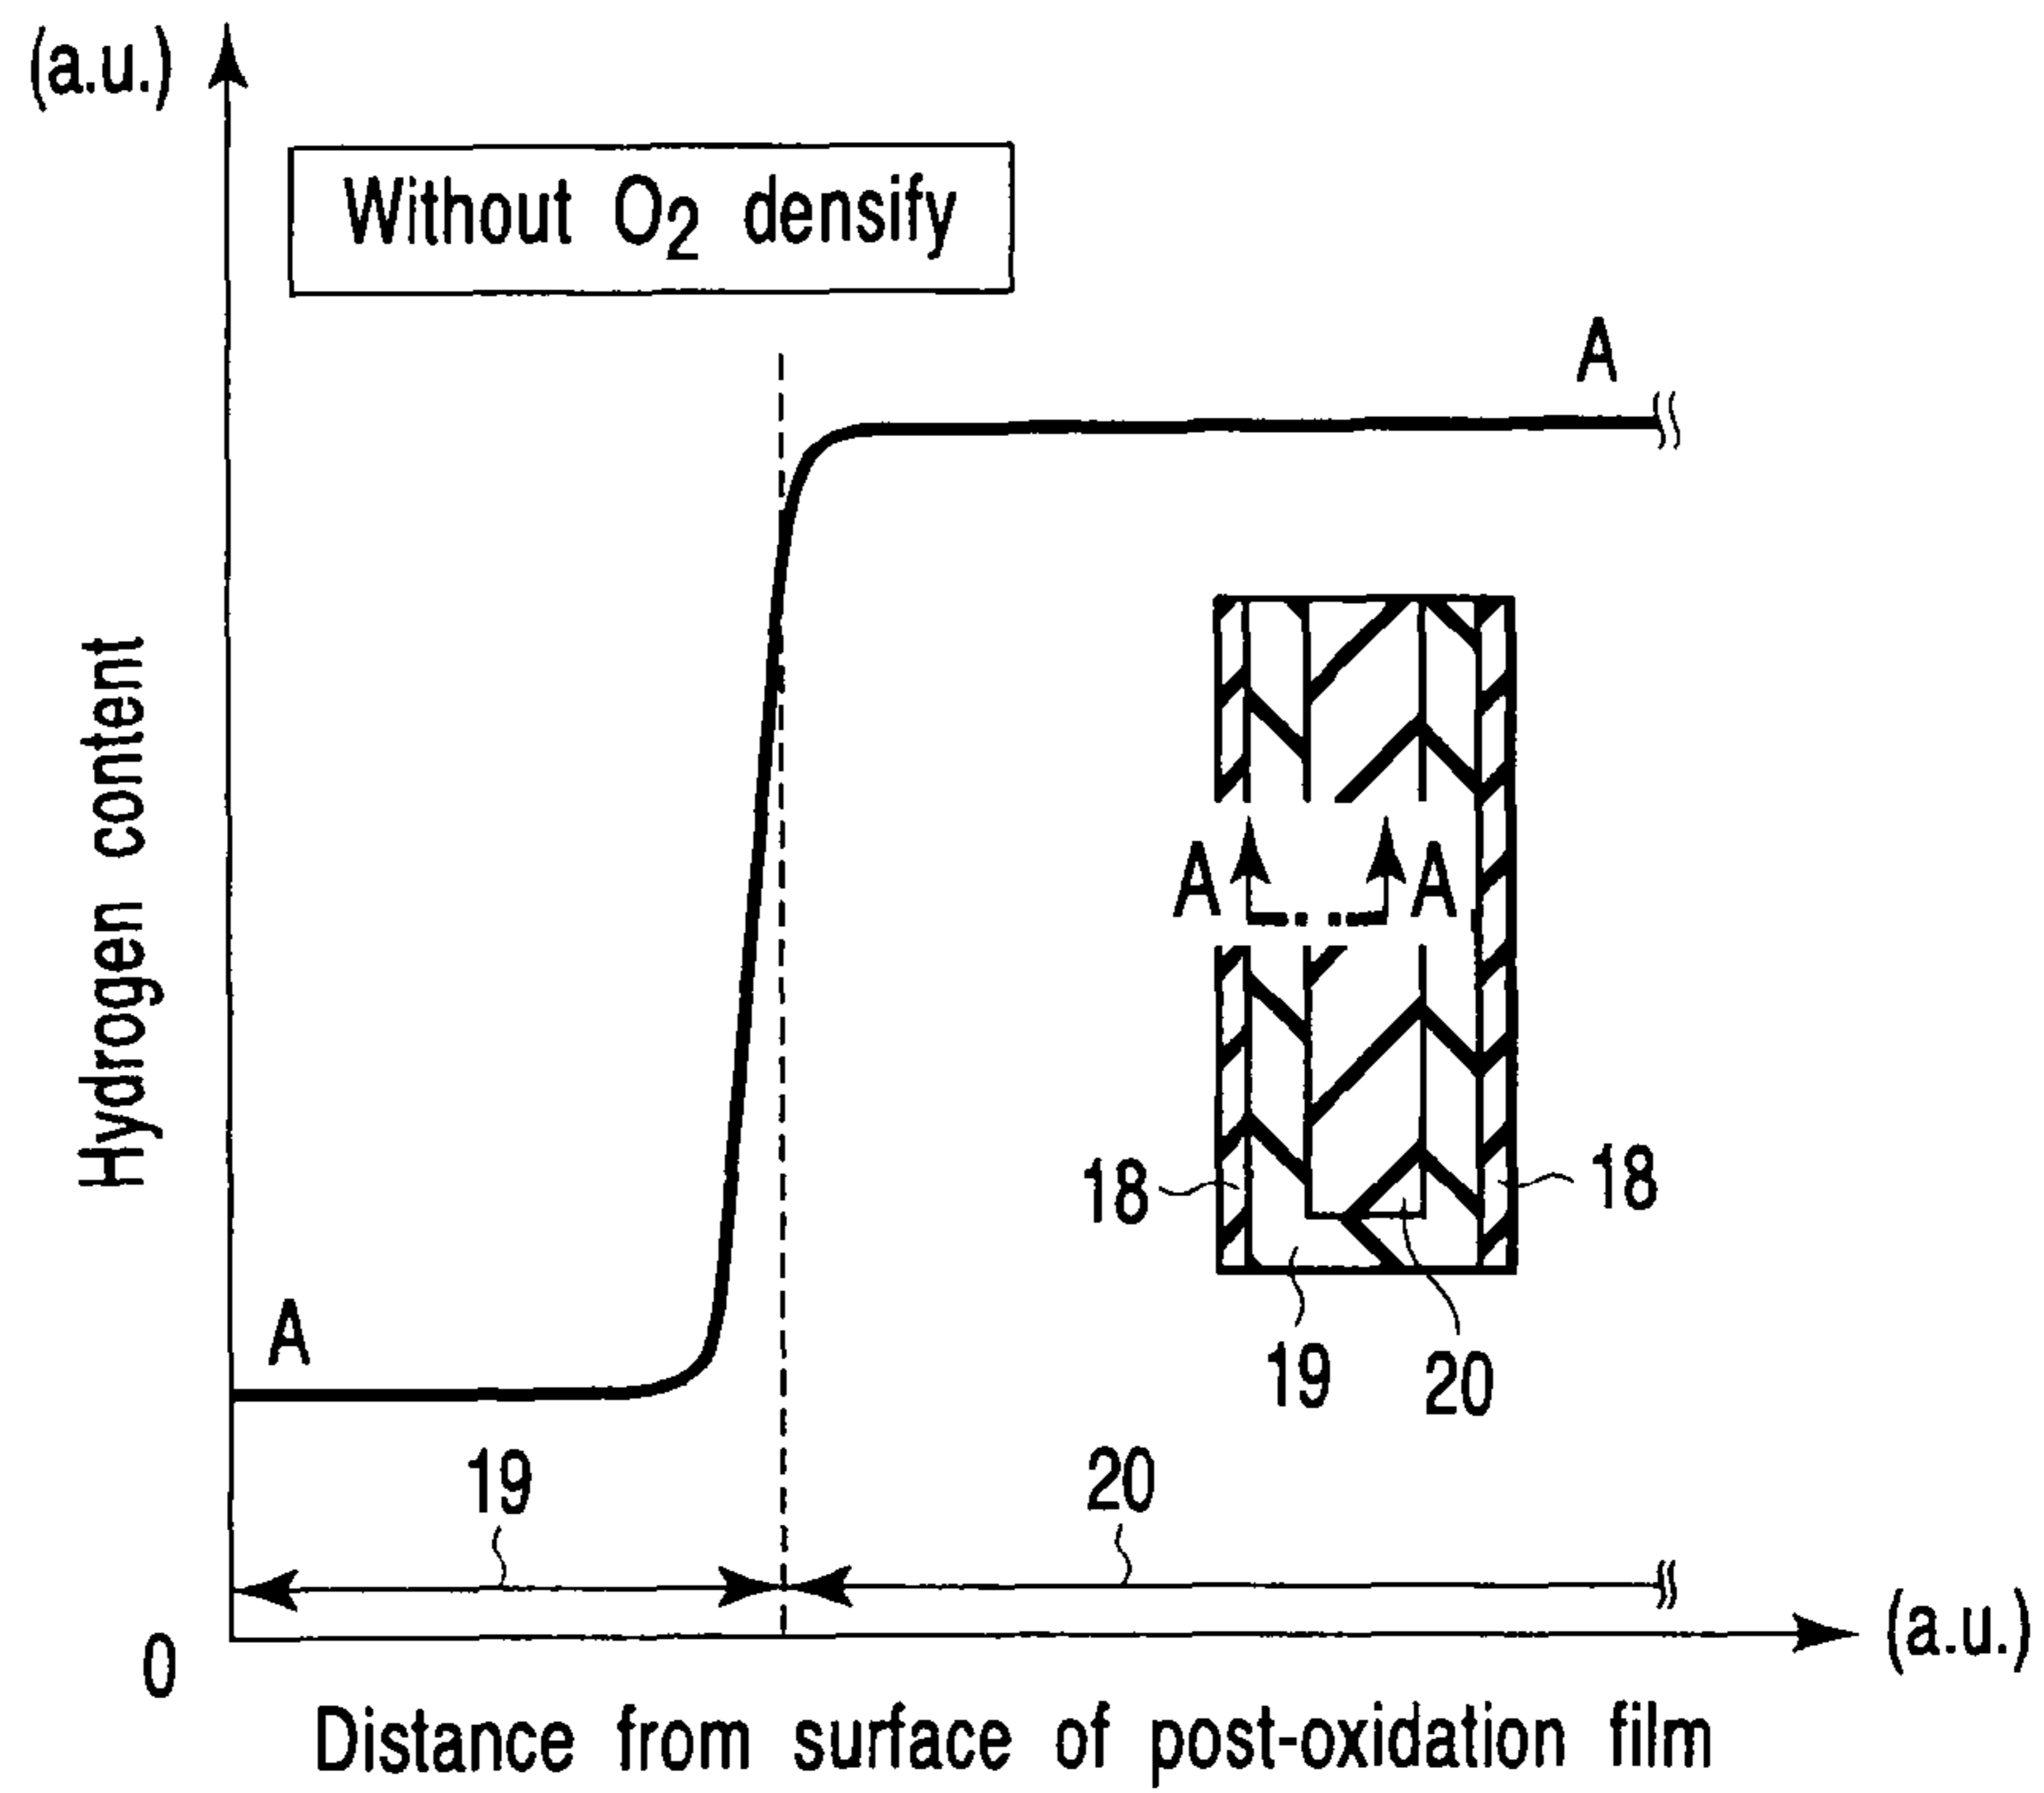 (a.u.)
Without O2 densify
A
Hydrogen content
A A
18 18
A
19 20
19 20
0
(a.u.)
Distance from surface of post-oxidation film